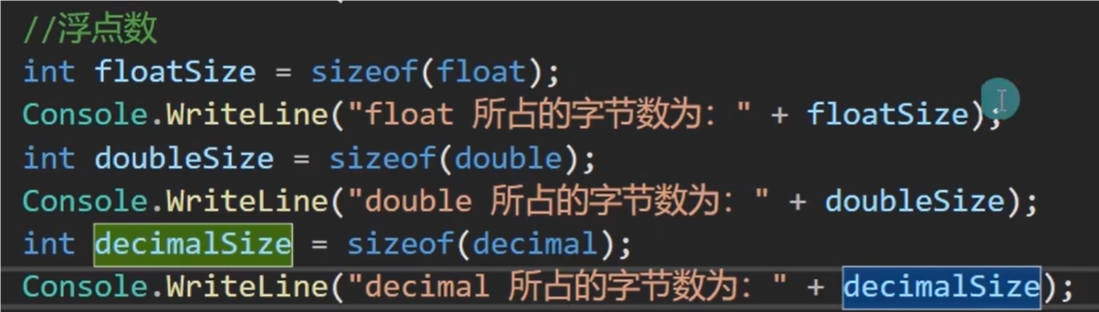 //浮点数
int floatSize = sizeof(float);
Console.WriteLine("float 所占的字节数为：" + floatSize);
int doubleSize = sizeof(double);
Console.WriteLine("double 所占的字节数为：" + doubleSize);
int decimalSize = sizeof(decimal);
Console.WriteLine("decimal 所占的字节数为：" + decimalSize);